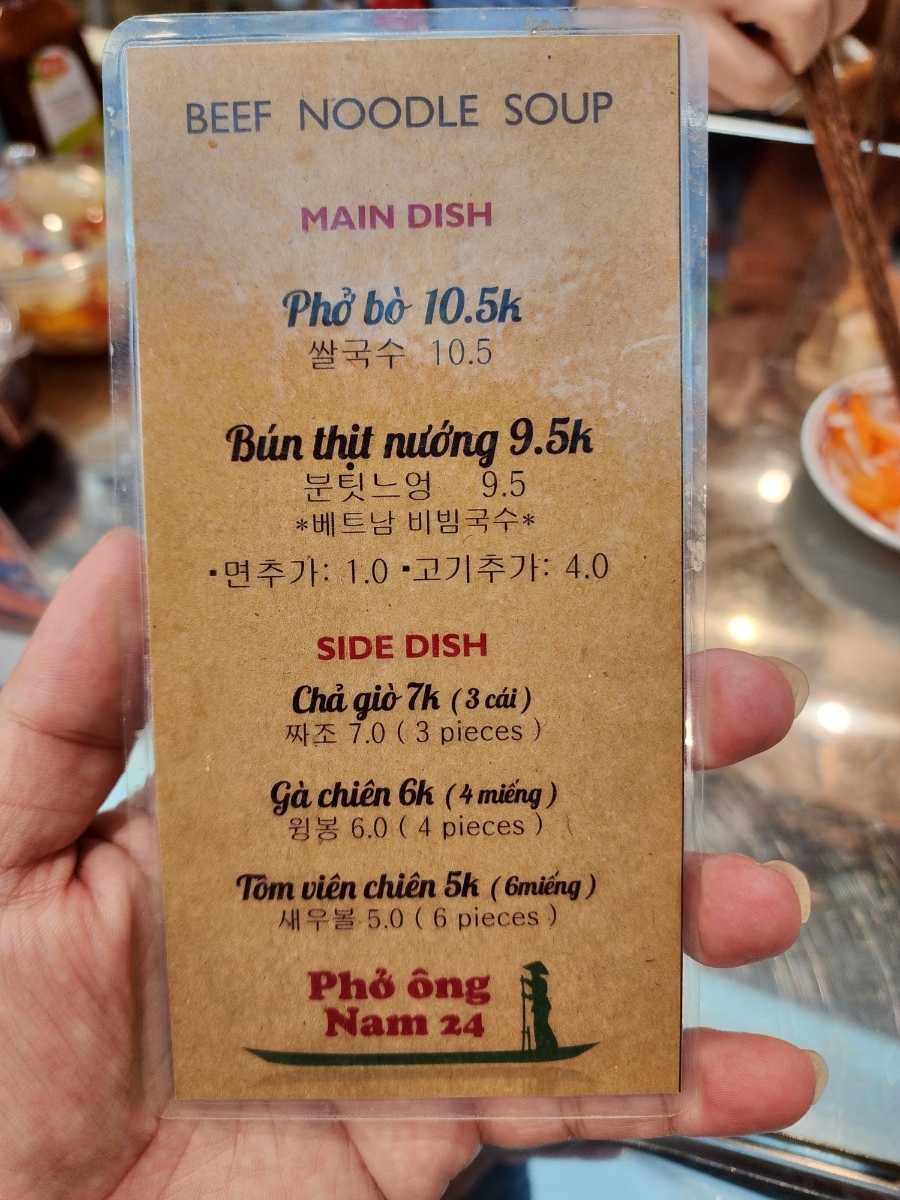 BEEF NOODLE SOUP
MAIN DISH
Phở bò 10.5k
쌀국수 10.5
Bún thịt nướng 9.5k
분팃느엉 9.5
*베트남 비빔국수*
▪면추가: 1.0 ▪고기추가: 4.0
SIDE DISH
Chả giò 7k ( 3 cái )
짜조 7.0 ( 3 pieces )
Gà chiên 6k ( 4 miếng )
윙봉 6.0 ( 4 pieces )
Tôm viên chiên 5k ( 6miếng )
새우볼 5.0 ( 6 pieces )
Phở ông
Nam 24